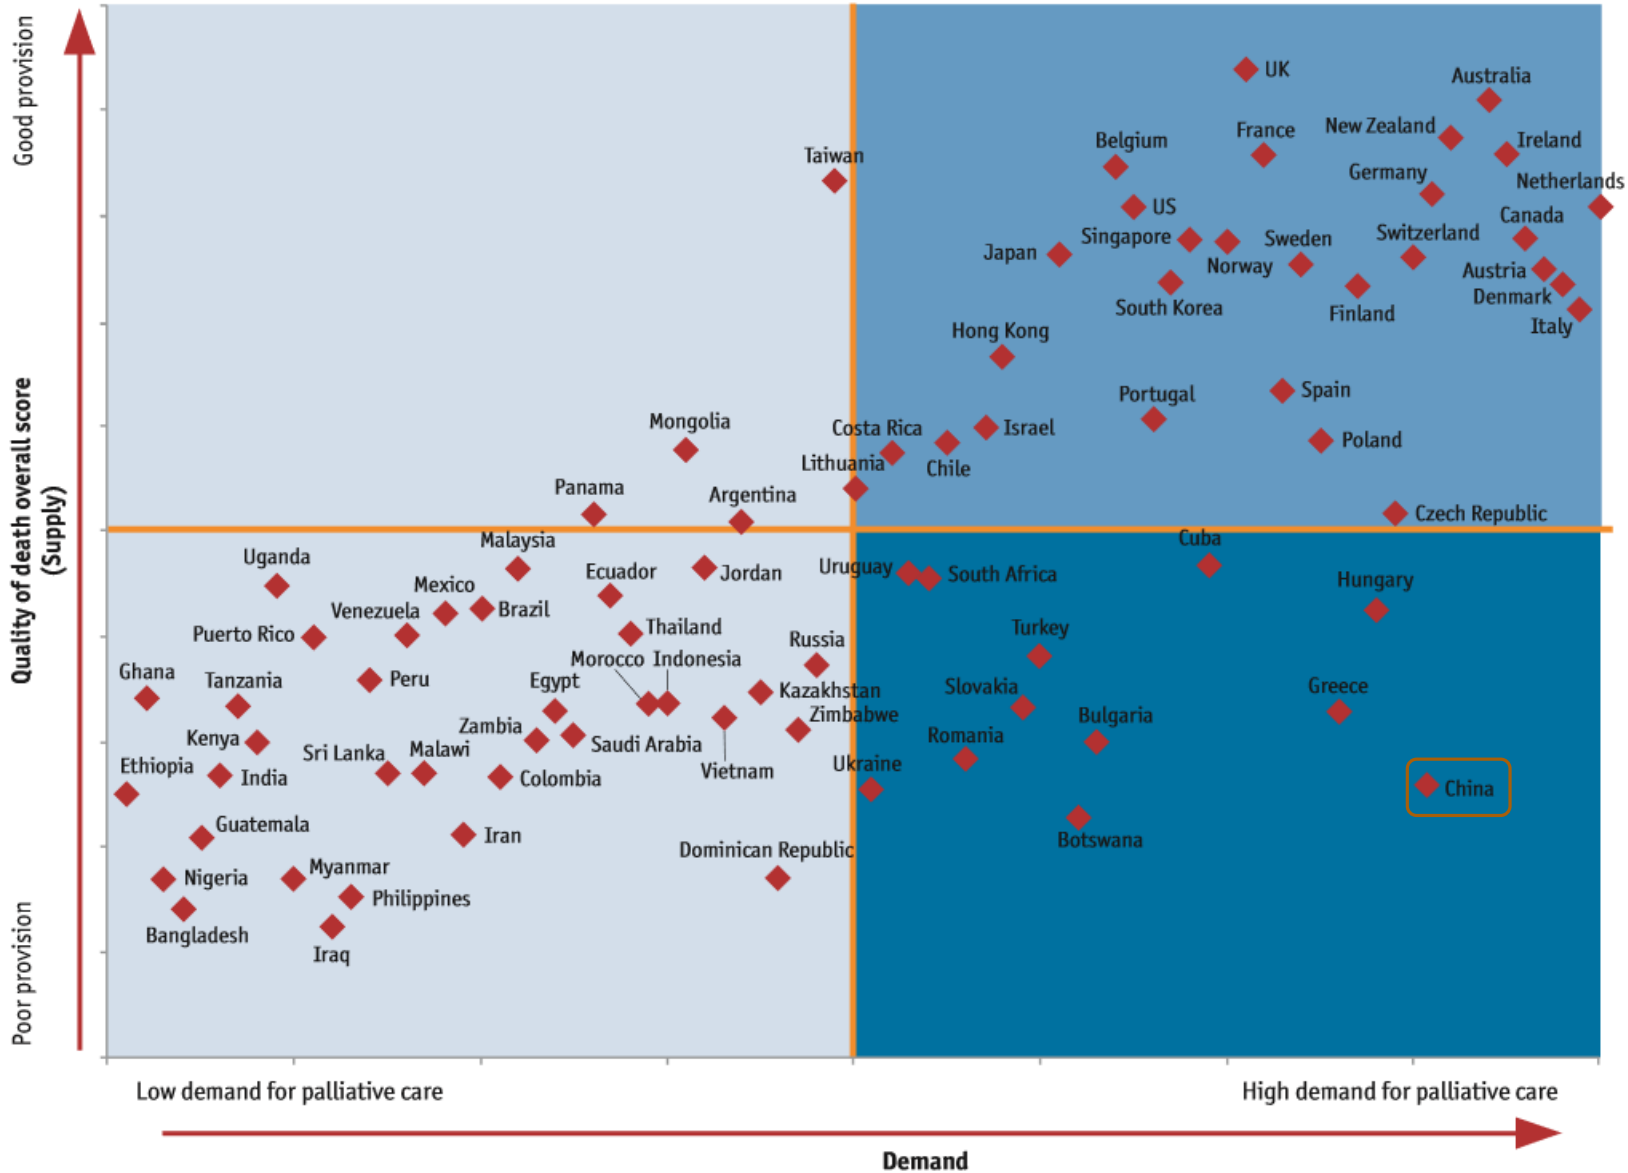 Good provision
Quality of death overall score
(Supply)
Poor provision
UK
Australia
New Zealand
France
Ireland
Belgium
Taiwan
Germany
Netherlands
US
Canada
Singapore
Sweden
Switzerland
Japan
Norway
Austria
Denmark
South Korea
Finland
Italy
Hong Kong
Spain
Portugal
Mongolia
Costa Rica
Israel
Poland
Lithuania
Chile
Panama
Argentina
Czech Republic
Malaysia
Cuba
Uganda
Ecuador
Jordan
Uruguay
South Africa
Hungary
Mexico
Venezuela
Brazil
Puerto Rico
Thailand
Turkey
Russia
Morocco
Indonesia
Ghana
Tanzania
Peru
Egypt
Kazakhstan
Slovakia
Greece
Zimbabwe
Bulgaria
Zambia
Kenya
Saudi Arabia
Romania
Sri Lanka
Malawi
Ethiopia
India
Colombia
Vietnam
Ukraine
China
Guatemala
Iran
Botswana
Dominican Republic
Myanmar
Nigeria
Philippines
Bangladesh
Iraq
Low demand for palliative care
High demand for palliative care
Demand